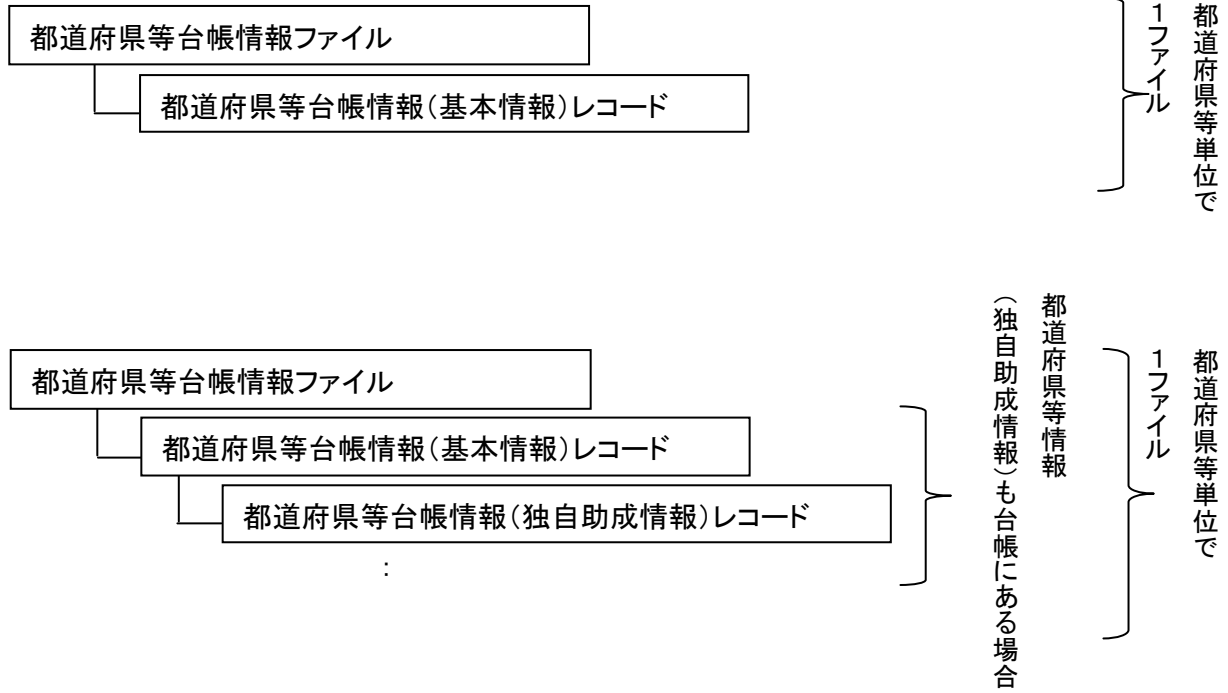 都道府県等台帳情報ファイル
都道府県等台帳情報(基本情報)レコード
都道府県等単位で
1ファイル
都道府県等台帳情報ファイル
都道府県等台帳情報(基本情報)レコード
都道府県等台帳情報(独自助成情報)レコード
:
都道府県等情報
(独自助成情報)も台帳にある場合
都道府県等単位で
1ファイル